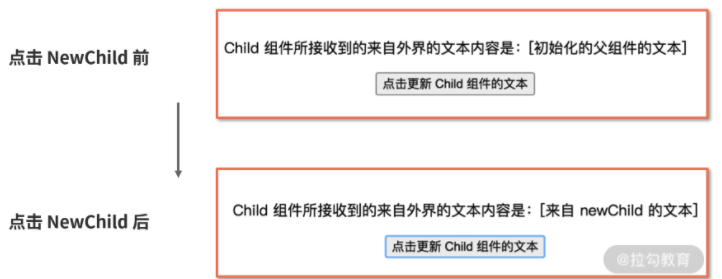 点击 NewChild 前
Child 组件所接收到的来自外界的文本内容是：[初始化的父组件的文本]
点击更新 Child 组件的文本
点击 NewChild 后
Child 组件所接收到的来自外界的文本内容是：[来自 newChild 的文本]
点击更新 Child 组件的文本
@拉勾教育